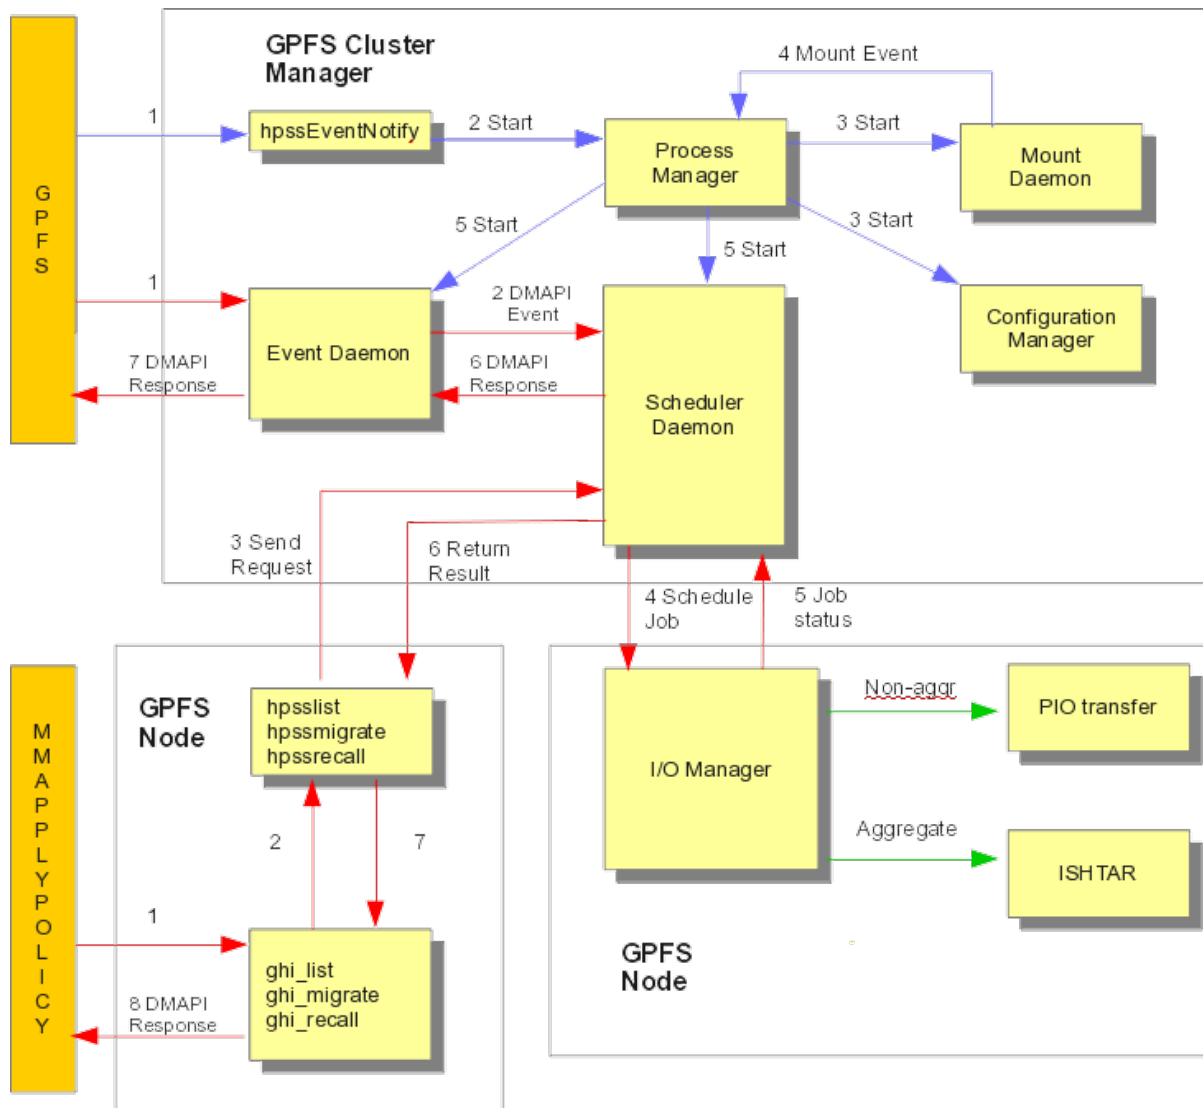 GPFS Cluster
Manager
4 Mount Event
1
hpssEventNotify
2 Start
Process
Manager
3 Start
Mount
Daemon
G
P
F
S
5 Start
5 Start
3 Start
1
Event Daemon
2 DMAPI
Event
Configuration
Manager
7 DMAPI
Response
6 DMAPI
Response
Scheduler
Daemon
3 Send
Request
6 Return
Result
4 Schedule
Job
5 Job
status
M
M
A
P
P
L
Y
P
O
L
I
C
Y
GPFS
Node
hpsslist
hpssmigrate
hpssrecall
2
7
1
ghi_list
ghi_migrate
ghi_recall
8 DMAPI
Response
I/O Manager
Non-aggr
PIO transfer
Aggregate
ISHTAR
GPFS
Node